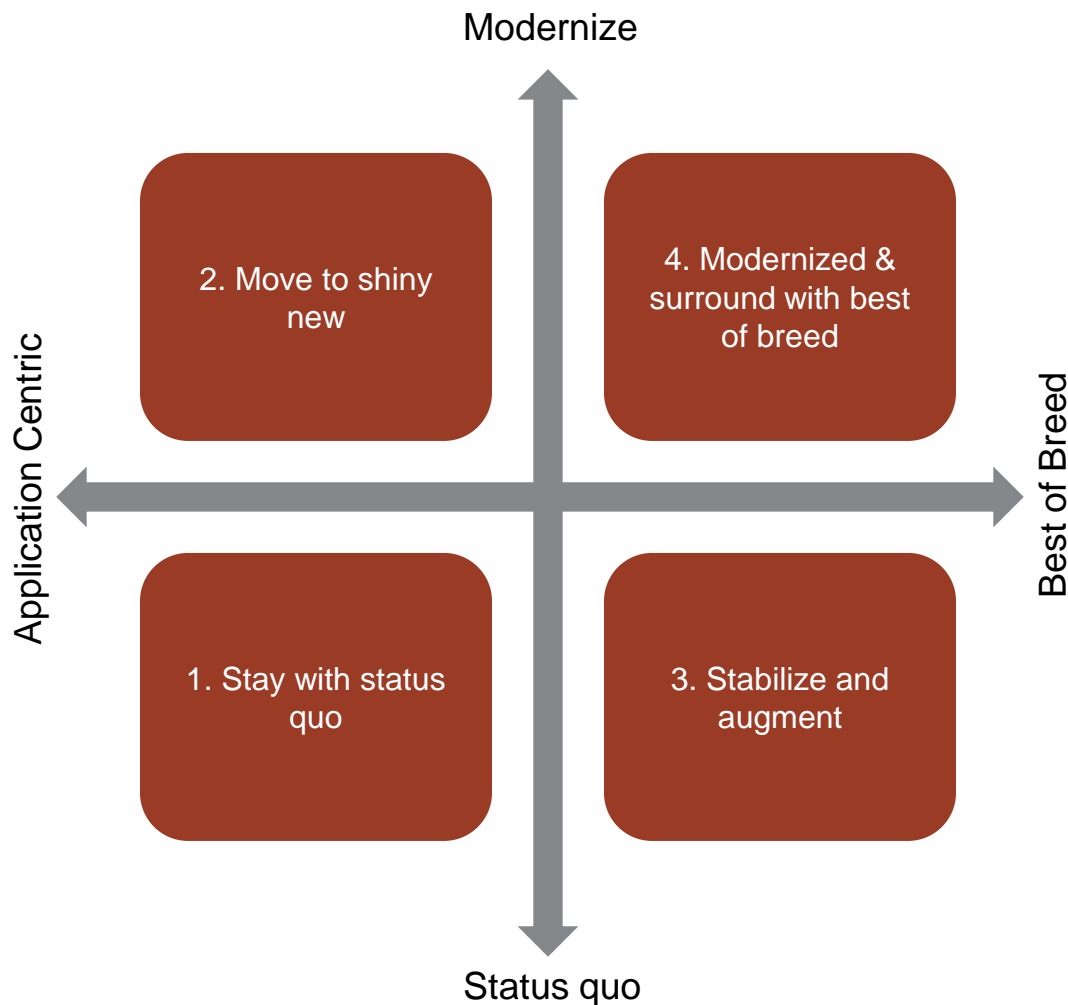 Modernize
2. Move to shiny
new
4. Modernized &
surround with best
of breed
Application Centric
Best of Breed
1. Stay with status
quo
3. Stabilize and
augment
Status quo